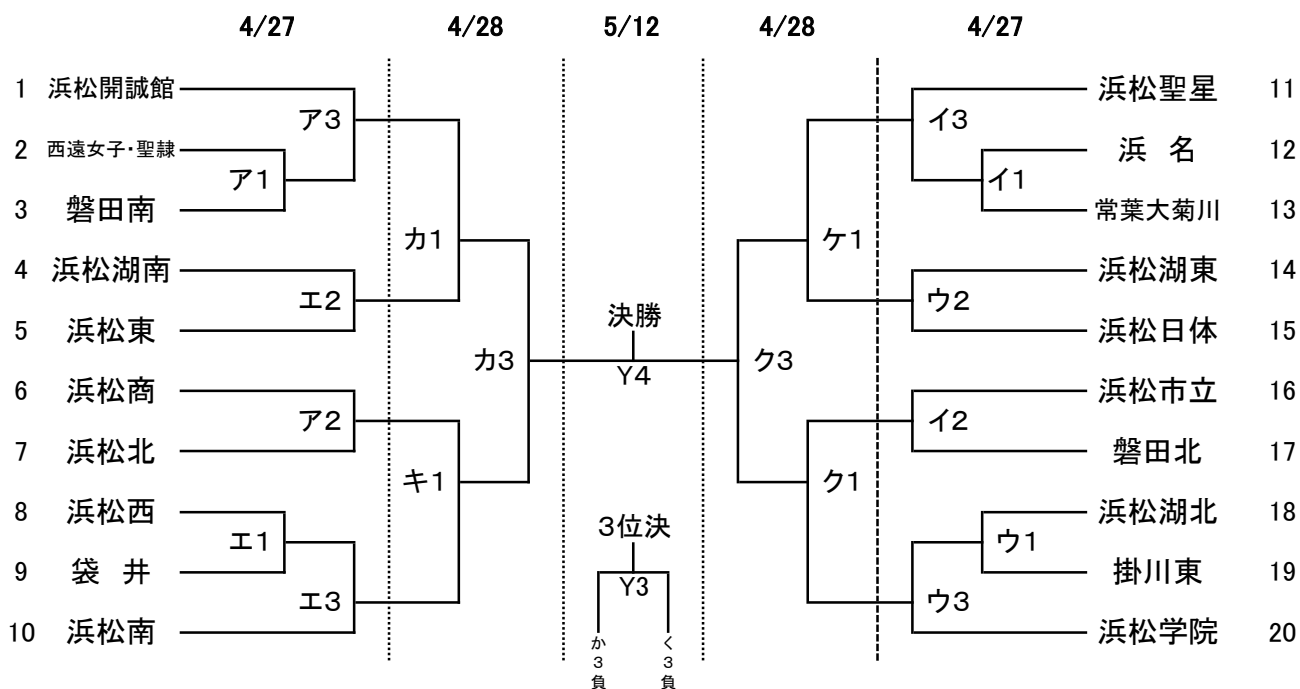 4/27 4/28 5/12 4/28 4/27
1 浜松開誠館 浜松聖星 11
ア3 イ3
2 西遠女子・聖隷 浜 名 12
ア1 イ1
3 磐田南 常葉大菊川 13
カ1 ケ1
4 浜松湖南 浜松湖東 14
エ2 ウ2
5 浜松東 決勝 浜松日体 15
カ3 Y4 ク3
6 浜松商 浜松市立 16
ア2 イ2
7 浜松北 磐田北 17
キ1 ク1
8 浜松西 3位決 浜松湖北 18
エ1 ウ1
9 袋 井 Y3 掛川東 19
エ3 ウ3
10 浜松南 浜松学院 20
か3負 く3負